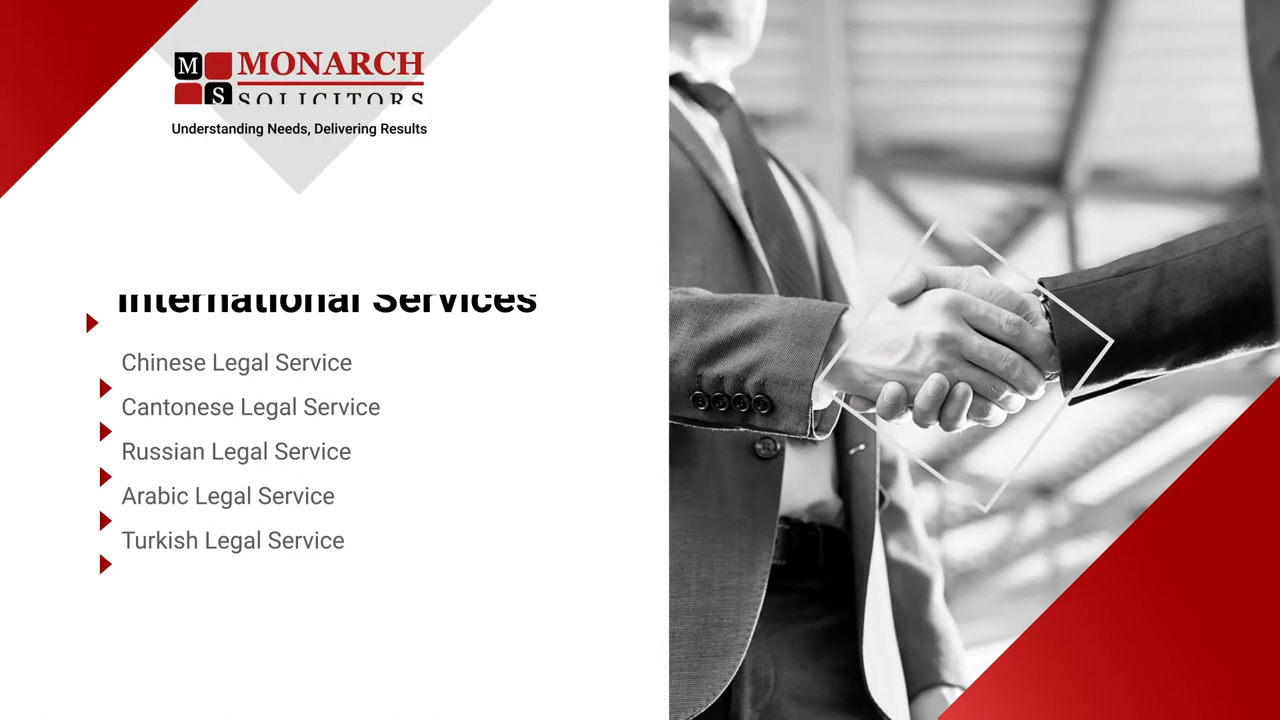 M MONARCH
S SOLICITORS
Understanding Needs, Delivering Results
International Services
Chinese Legal Service
Cantonese Legal Service
Russian Legal Service
Arabic Legal Service
Turkish Legal Service